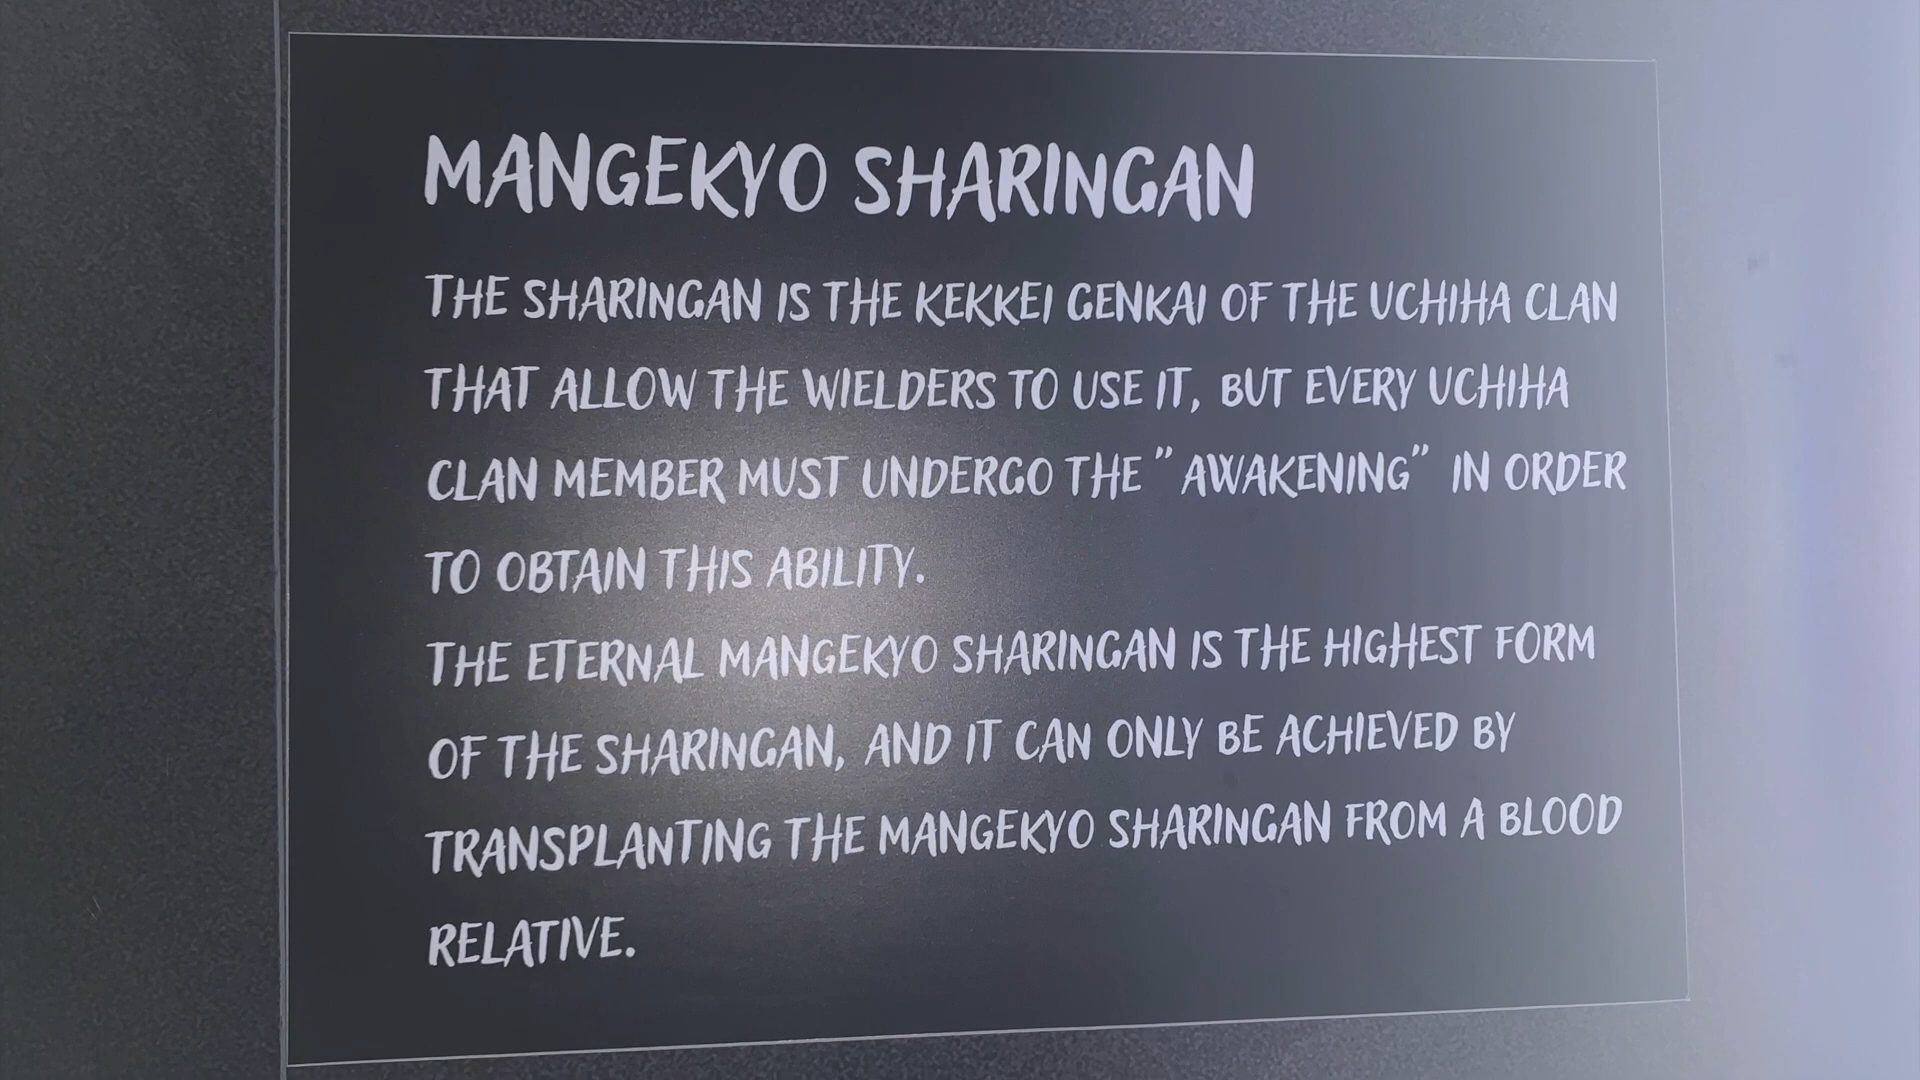 MANGEKYO SHARINGAN
THE SHARINGAN IS THE KEKKEI GENKAI OF THE UCHIHA CLAN
THAT ALLOW THE WIELDERS TO USE IT, BUT EVERY UCHIHA
CLAN MEMBER MUST UNDERGO THE " AWAKENING" IN ORDER
TO OBTAIN THIS ABILITY.
THE ETERNAL MANGEKYO SHARINGAN IS THE HIGHEST FORM
OF THE SHARINGAN, AND IT CAN ONLY BE ACHIEVED BY
TRANSPLANTING THE MANGEKYO SHARINGAN FROM A BLOOD
RELATIVE.